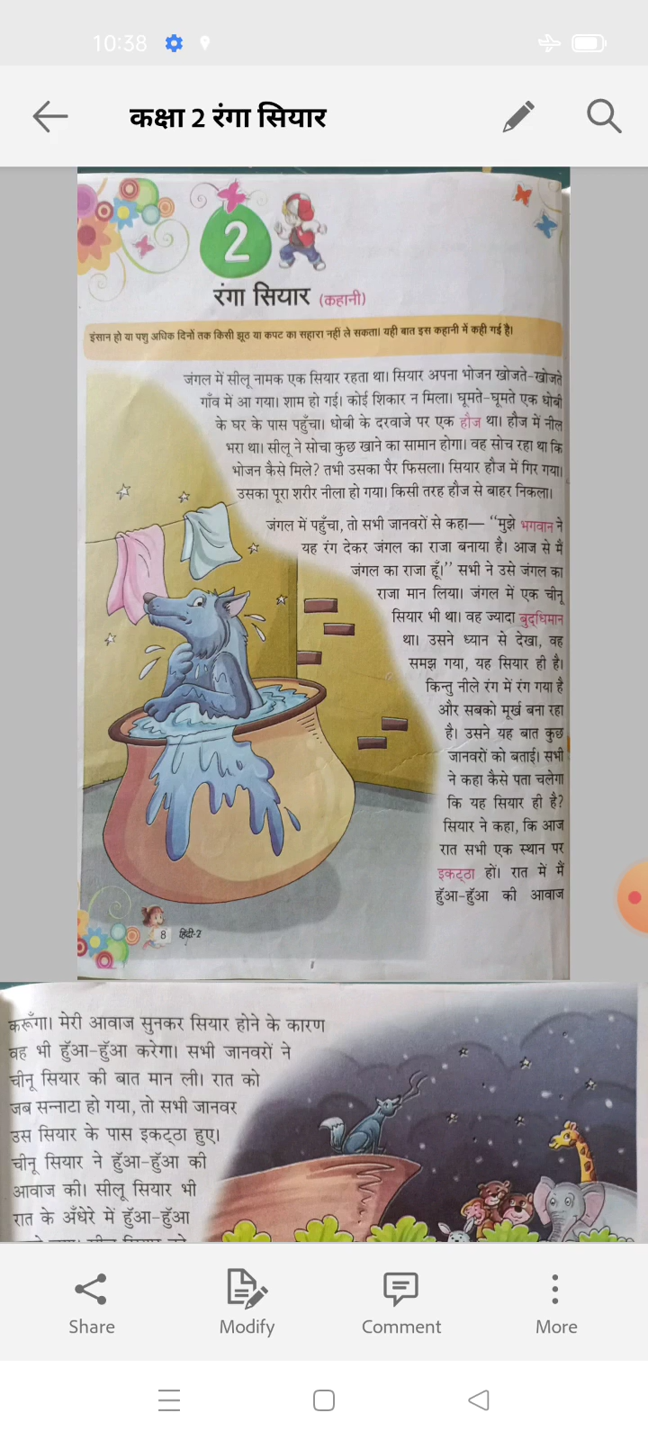 10:38
कक्षा 2 रंगा सियार
2
रंगा सियार (कहानी)
इंसान हो या पशु अधिक दिनों तक किसी झूठ या कपट का सहारा नहीं ले सकता। यही बात इस कहानी में कही गई है।
जंगल में सीलू नामक एक सियार रहता था। सियार अपना भोजन खोजते-खोजते
गाँव में आ गया। शाम हो गई। कोई शिकार न मिला। घूमते-घूमते एक धोबी
के घर के पास पहुँचा। धोबी के दरवाजे पर एक हौज था। हौज में नील
भरा था। सीलू ने सोचा कुछ खाने का सामान होगा। वह सोच रहा था कि
भोजन कैसे मिले? तभी उसका पैर फिसला। सियार हौज में गिर गया।
उसका पूरा शरीर नीला हो गया। किसी तरह हौज से बाहर निकला।
जंगल में पहुँचा, तो सभी जानवरों से कहा— “मुझे भगवान ने
यह रंग देकर जंगल का राजा बनाया है। आज से मैं
जंगल का राजा हूँ।” सभी ने उसे जंगल का
राजा मान लिया। जंगल में एक चीनू
सियार भी था। वह ज्यादा बुद्धिमान
था। उसने ध्यान से देखा, वह
समझ गया, यह सियार ही है।
किन्तु नीले रंग में रंग गया है
और सबको मूर्ख बना रहा
है। उसने यह बात कुछ
जानवरों को बताई। सभी
ने कहा कैसे पता चलेगा
कि यह सियार ही है?
सियार ने कहा, कि आज
रात सभी एक स्थान पर
इकट्ठा हों। रात में मैं
हुँआ-हुँआ की आवाज
8 हिंदी-2
करूँगा। मेरी आवाज सुनकर सियार होने के कारण
वह भी हुँआ-हुँआ करेगा। सभी जानवरों ने
चीनू सियार की बात मान ली। रात को
जब सन्नाटा हो गया, तो सभी जानवर
उस सियार के पास इकट्ठा हुए।
चीनू सियार ने हुँआ-हुँआ की
आवाज की। सीलू सियार भी
रात के अँधेरे में हुँआ-हुँआ
Share Modify Comment More